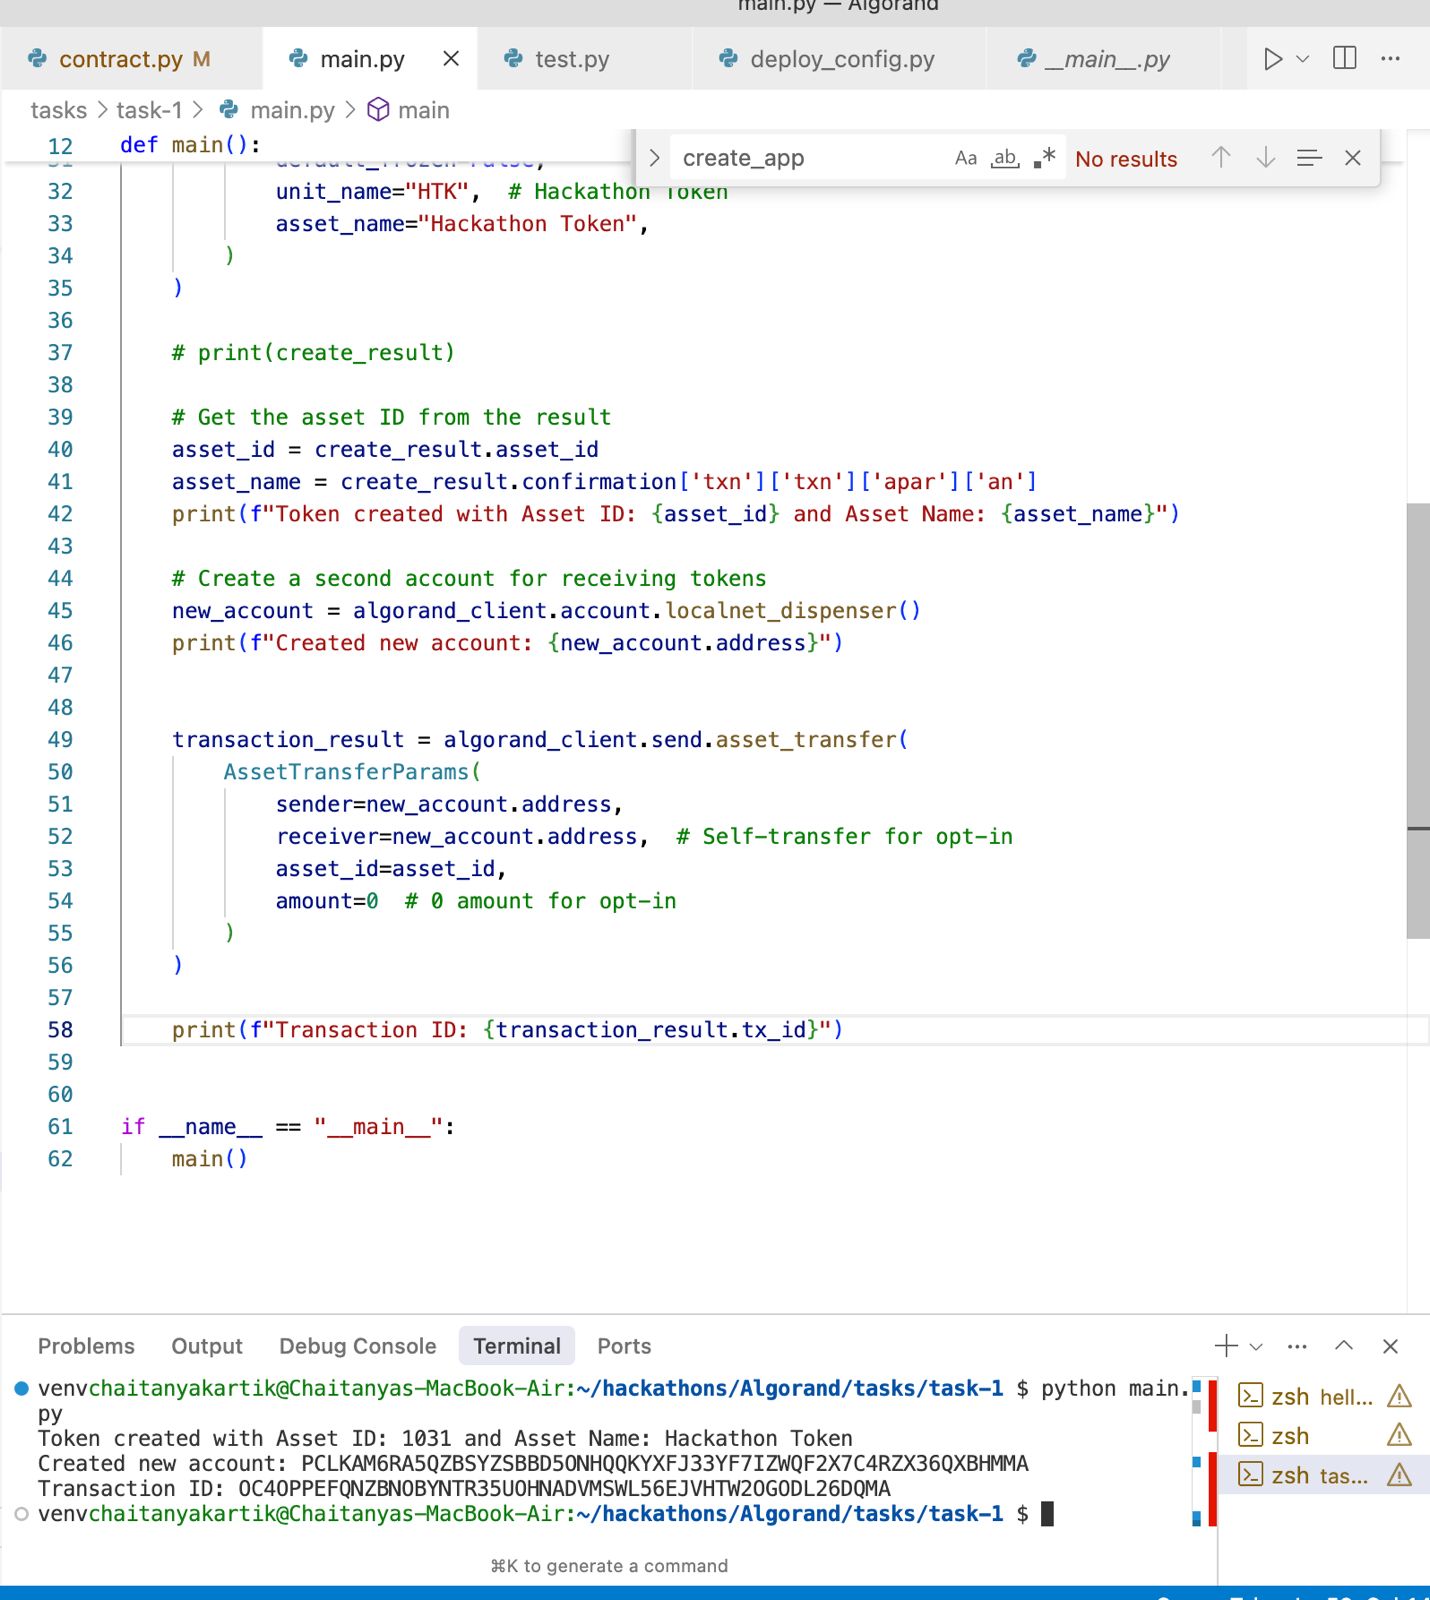 main.py — Algorand
contract.py M main.py test.py deploy_config.py __main__.py
tasks > task-1 > main.py > main
12 def main():
create_app Aa ab .* No results
32 unit_name="HTK", # Hackathon Token
33 asset_name="Hackathon Token",
34 )
35 )
36
37 # print(create_result)
38
39 # Get the asset ID from the result
40 asset_id = create_result.asset_id
41 asset_name = create_result.confirmation['txn']['txn']['apar']['an']
42 print(f"Token created with Asset ID: {asset_id} and Asset Name: {asset_name}")
43
44 # Create a second account for receiving tokens
45 new_account = algorand_client.account.localnet_dispenser()
46 print(f"Created new account: {new_account.address}")
47
48
49 transaction_result = algorand_client.send.asset_transfer(
50 AssetTransferParams(
51 sender=new_account.address,
52 receiver=new_account.address, # Self-transfer for opt-in
53 asset_id=asset_id,
54 amount=0 # 0 amount for opt-in
55 )
56 )
57
58 print(f"Transaction ID: {transaction_result.tx_id}")
59
60
61 if __name__ == "__main__":
62 main()
Problems Output Debug Console Terminal Ports
venvchaitanyakartik@Chaitanyas-MacBook-Air:~/hackathons/Algorand/tasks/task-1 $ python main.
py
Token created with Asset ID: 1031 and Asset Name: Hackathon Token
Created new account: PCLKAM6RA5QZBSYZSBBD5ONHQQKYXFJ33YF7IZWQF2X7C4RZX36QXBHMMA
Transaction ID: OC4OPPEFQNZBNOBYNTR35UOHNADVMSWL56EJVHTW2OGODL26DQMA
venvchaitanyakartik@Chaitanyas-MacBook-Air:~/hackathons/Algorand/tasks/task-1 $
zsh hell...
zsh
zsh tas...
⌘K to generate a command